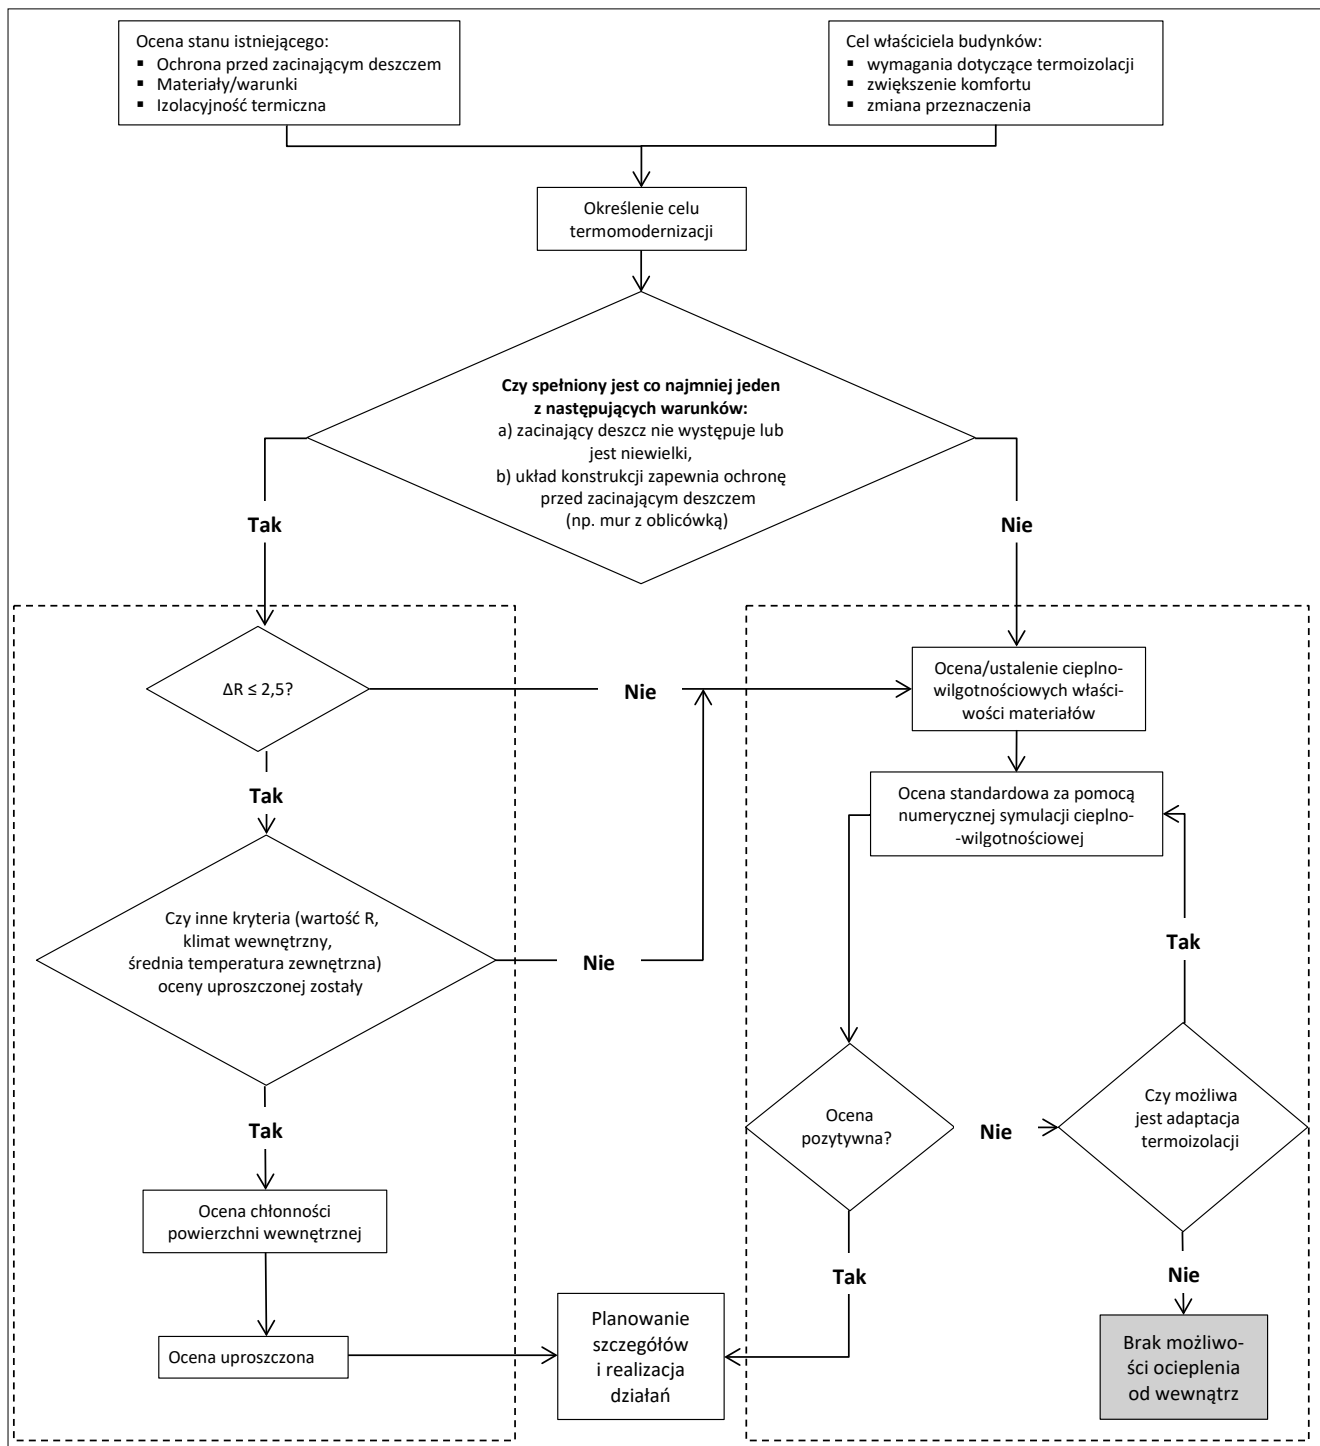 Ocena stanu istniejącego:
▪ Ochrona przed zacinającym deszczem
▪ Materiały/warunki
▪ Izolacyjność termiczna
Cel właściciela budynków:
▪ wymagania dotyczące termoizolacji
▪ zwiększenie komfortu
▪ zmiana przeznaczenia
Określenie celu
termomodernizacji
Czy spełniony jest co najmniej jeden
z następujących warunków:
a) zacinający deszcz nie występuje lub
jest niewielki,
b) układ konstrukcji zapewnia ochronę
przed zacinającym deszczem
(np. mur z oblicówką)
Tak
Nie
ΔR ≤ 2,5?
Nie
Ocena/ustalenie cieplno-
wilgotnościowych właści-
wości materiałów
Tak
Ocena standardowa za pomocą
numerycznej symulacji cieplno-
-wilgotnościowej
Czy inne kryteria (wartość R,
klimat wewnętrzny,
średnia temperatura zewnętrzna)
oceny uproszczonej zostały
Nie
Tak
Tak
Ocena
pozytywna?
Nie
Czy możliwa
jest adaptacja
termoizolacji
Ocena chłonności
powierzchni wewnętrznej
Tak
Nie
Ocena uproszczona
Planowanie
szczegółów
i realizacja
działań
Brak możliwo-
ści ocieplenia
od wewnątrz